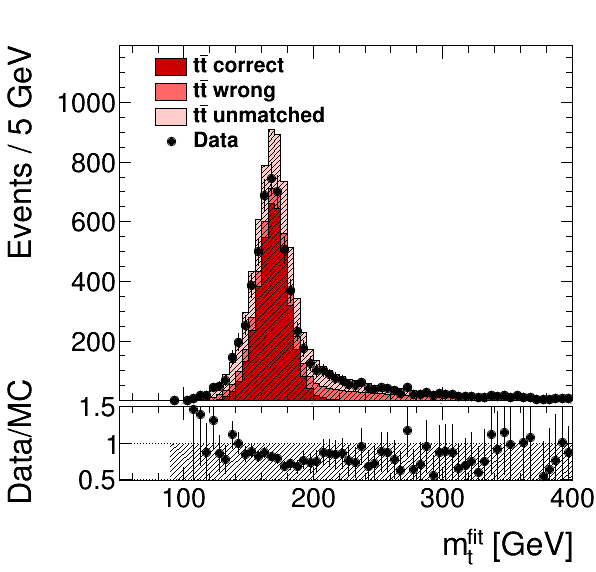 Events / 5 GeV
1000
800
600
400
200
tt̄ correct
tt̄ wrong
tt̄ unmatched
Data
Data/MC
1.5
1
0.5
100 200 300 400
m_t^fit [GeV]